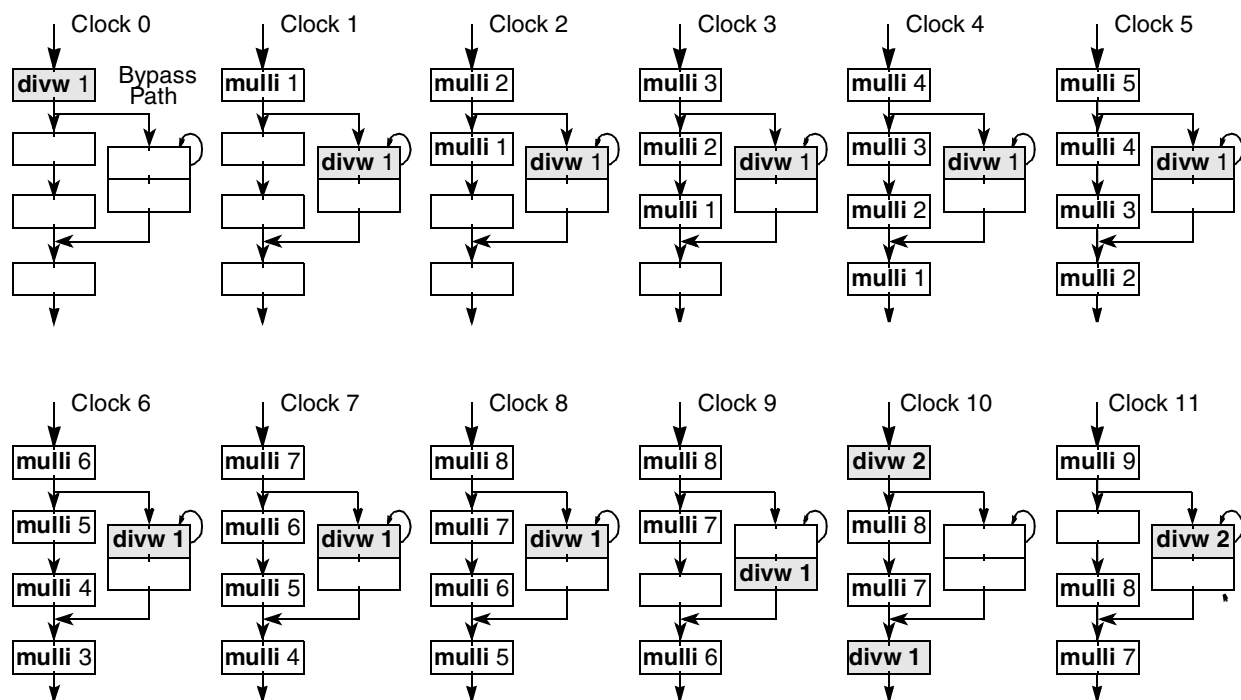 Clock 0 Clock 1 Clock 2 Clock 3 Clock 4 Clock 5
divw 1 Bypass Path mulli 1 mulli 2 mulli 3 mulli 4 mulli 5
mulli 1 mulli 2 mulli 3 mulli 4
divw 1 divw 1 divw 1 divw 1 divw 1
mulli 1 mulli 2 mulli 3
mulli 1 mulli 2
Clock 6 Clock 7 Clock 8 Clock 9 Clock 10 Clock 11
mulli 6 mulli 7 mulli 8 mulli 8 divw 2 mulli 9
mulli 5 mulli 6 mulli 7 mulli 7 mulli 8
divw 1 divw 1 divw 1 divw 2
mulli 4 mulli 5 mulli 6 divw 1 mulli 7 mulli 8
mulli 3 mulli 4 mulli 5 mulli 6 divw 1 mulli 7